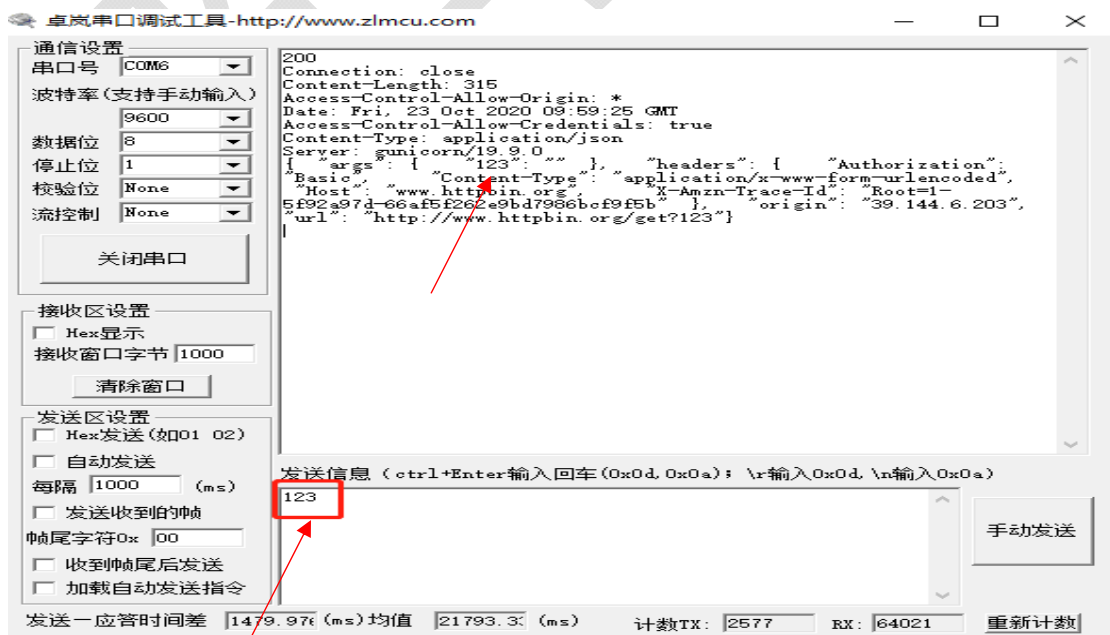 卓岚串口调试工具-http://www.zlmcu.com
通信设置
串口号 COM6
波特率(支持手动输入)
9600
数据位 8
停止位 1
校验位 None
流控制 None
关闭串口
接收区设置
Hex显示
接收窗口字节 1000
清除窗口
发送区设置
Hex发送(如01 02)
自动发送
每隔 1000 (ms)
发送收到的帧
帧尾字符0x 00
收到帧尾后发送
加载自动发送指令
200
Connection: close
Content-Length: 315
Access-Control-Allow-Origin: *
Date: Fri, 23 Oct 2020 09:59:25 GMT
Access-Control-Allow-Credentials: true
Content-Type: application/json
Server: gunicorn/19.9.0
{ "args": { "123": "" }, "headers": { "Authorization":
"Basic", "Content-Type": "application/x-www-form-urlencoded",
"Host": "www.httpbin.org", "X-Amzn-Trace-Id": "Root=1-
5f92a97d-66af5f262e9bd7986bcf9f5b" }, "origin": "39.144.6.203",
"url": "http://www.httpbin.org/get?123"}
发送信息（ctrl+Enter输入回车(0x0d,0x0a); \r输入0x0d,\n输入0x0a)
123
手动发送
发送—应答时间差 1479.976 (ms)均值 21793.3 (ms) 计数TX: 2577 RX: 64021 重新计数